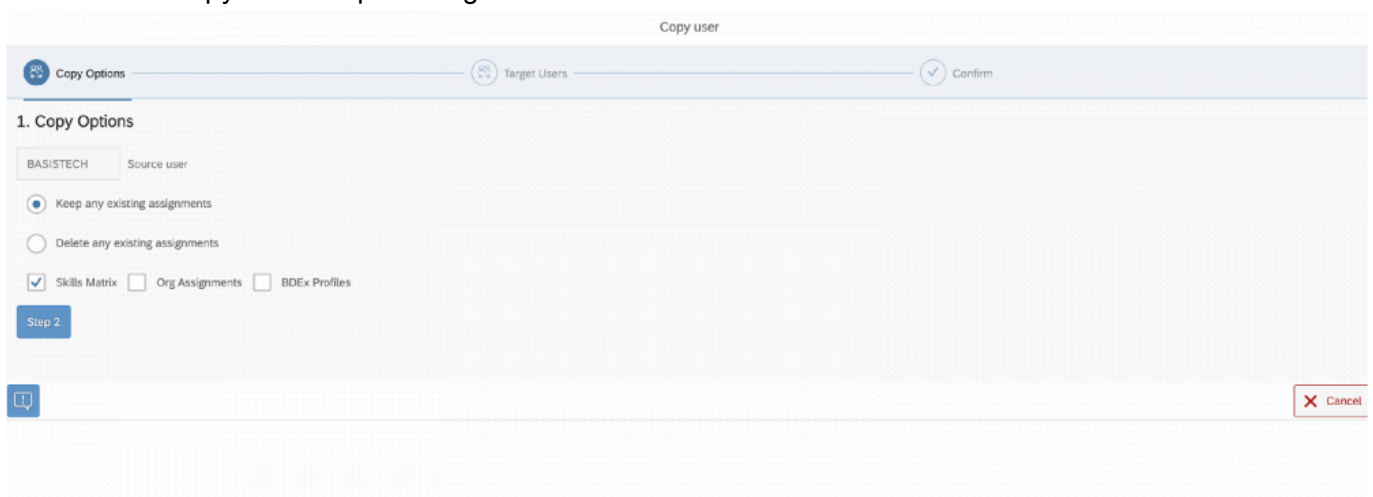 Copy user
Copy Options Target Users Confirm
1. Copy Options
BASISTECH Source user
Keep any existing assignments
Delete any existing assignments
Skills Matrix Org Assignments BDEx Profiles
Step 2
Cancel